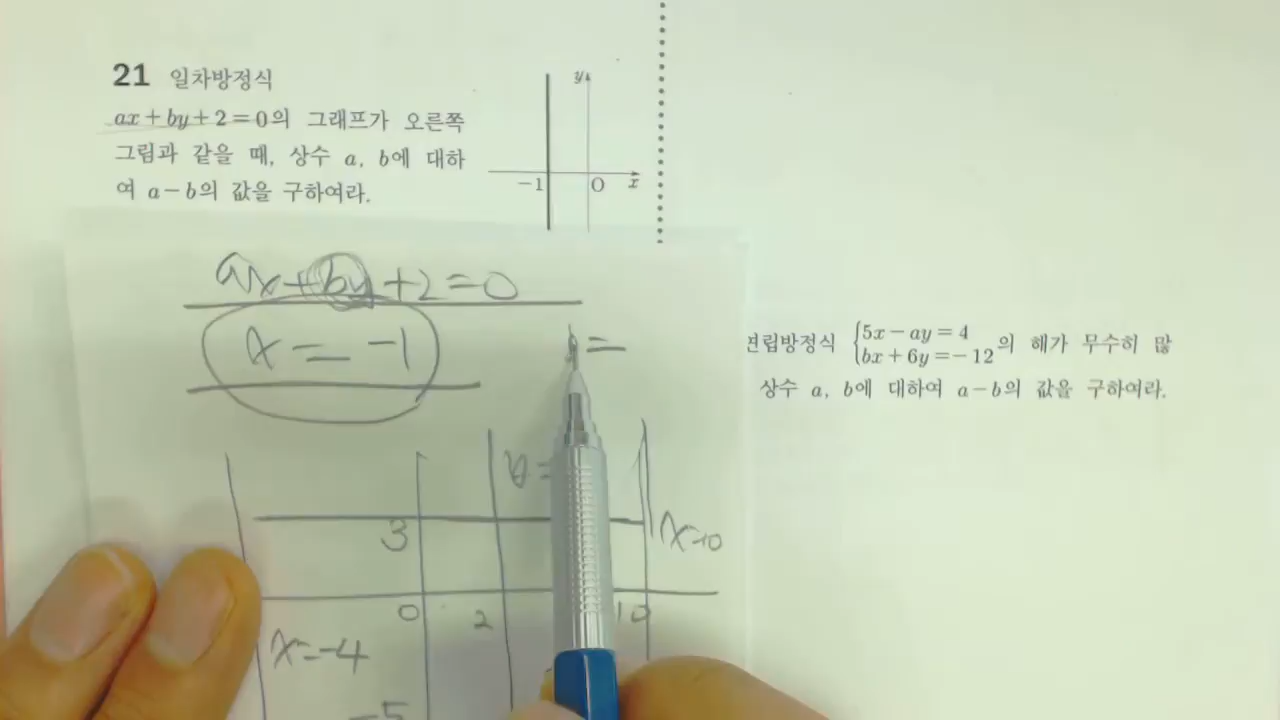 21 일차방정식
ax+by+2=0의 그래프가 오른쪽
그림과 같을 때, 상수 a, b에 대하
여 a-b의 값을 구하여라.
y
-1 O x
ax+by+2=0
x=-1
b=
3
x=10
0 2 10
x=-4
-5
연립방정식 {5x-ay=4
bx+6y=-12 의 해가 무수히 많
상수 a, b에 대하여 a-b의 값을 구하여라.